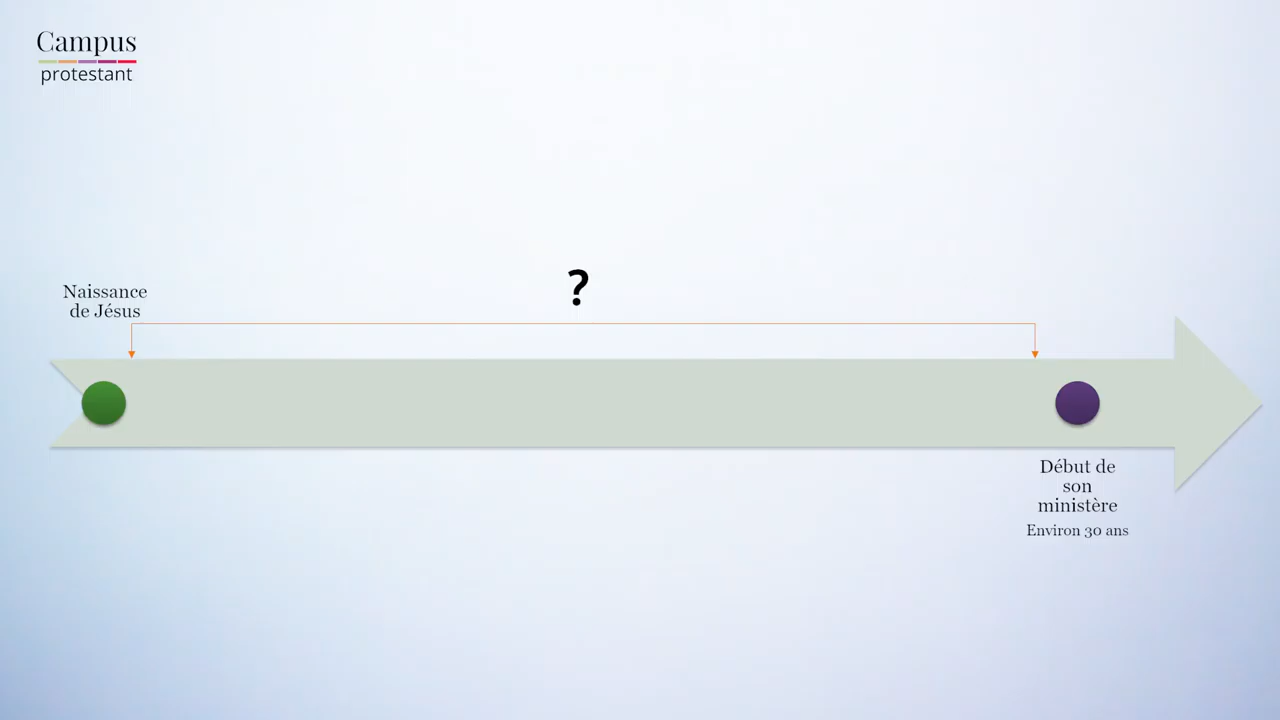 Campus
protestant
?
Naissance
de Jésus
Début de
son
ministère
Environ 30 ans